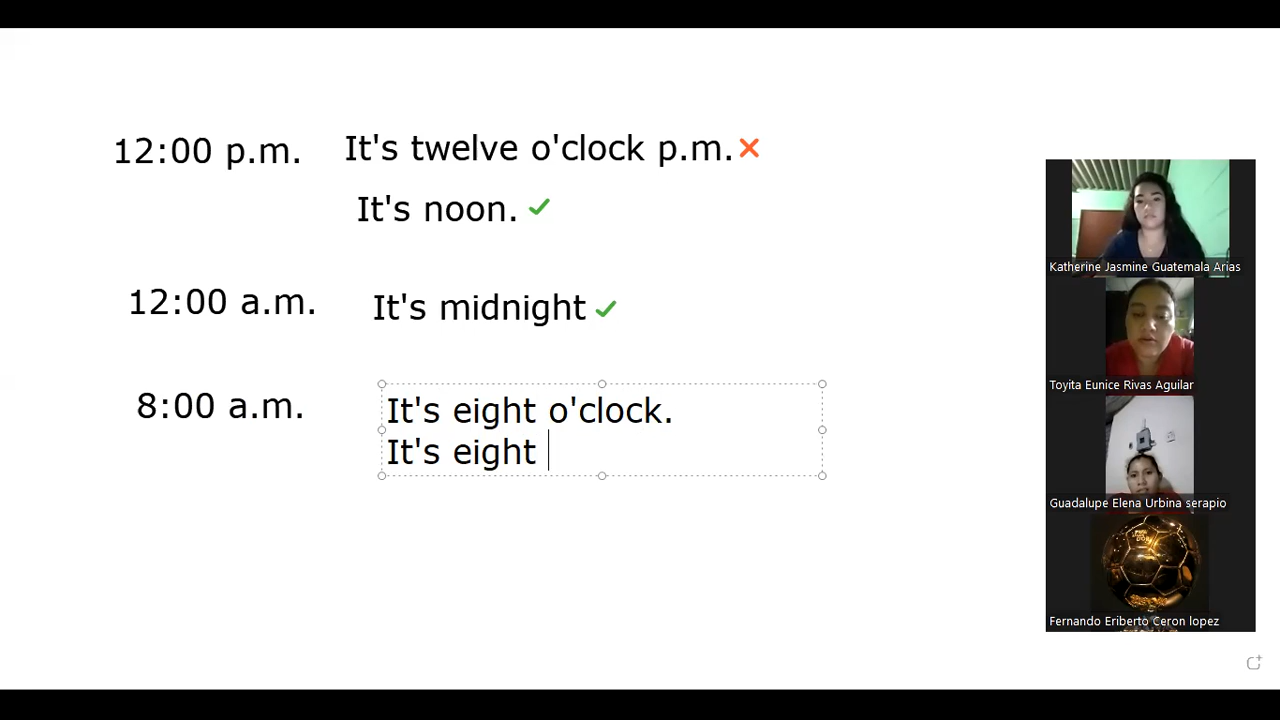 12:00 p.m. It's twelve o'clock p.m.
It's noon.
12:00 a.m. It's midnight
8:00 a.m. It's eight o'clock.
It's eight
Katherine Jasmine Guatemala Arias
Toyita Eunice Rivas Aguilar
Guadalupe Elena Urbina serapio
Fernando Eriberto Ceron lopez